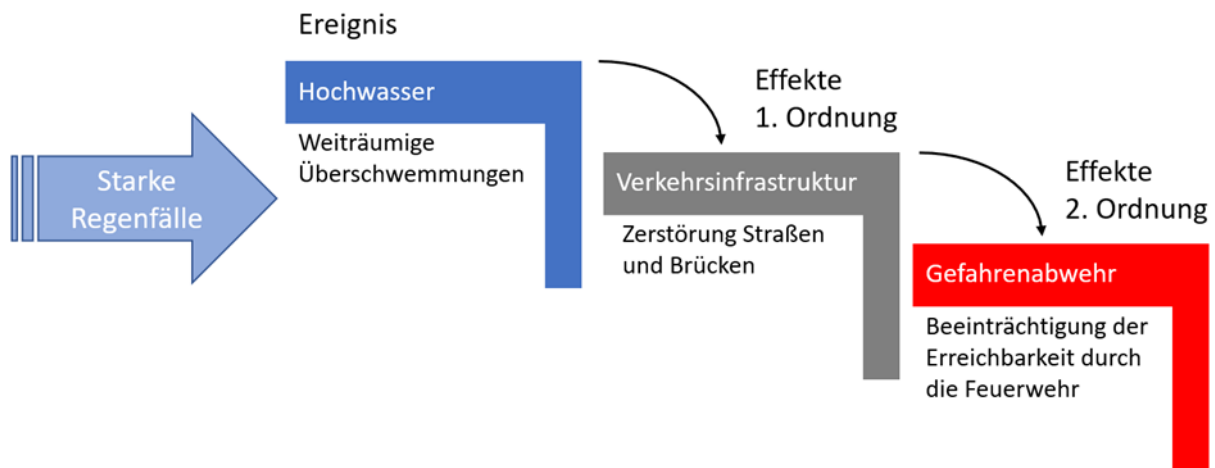 Ereignis
Hochwasser
Weiträumige
Überschwemmungen
Starke
Regenfälle
Effekte
1. Ordnung
Verkehrsinfrastruktur
Zerstörung Straßen
und Brücken
Effekte
2. Ordnung
Gefahrenabwehr
Beeinträchtigung der
Erreichbarkeit durch
die Feuerwehr